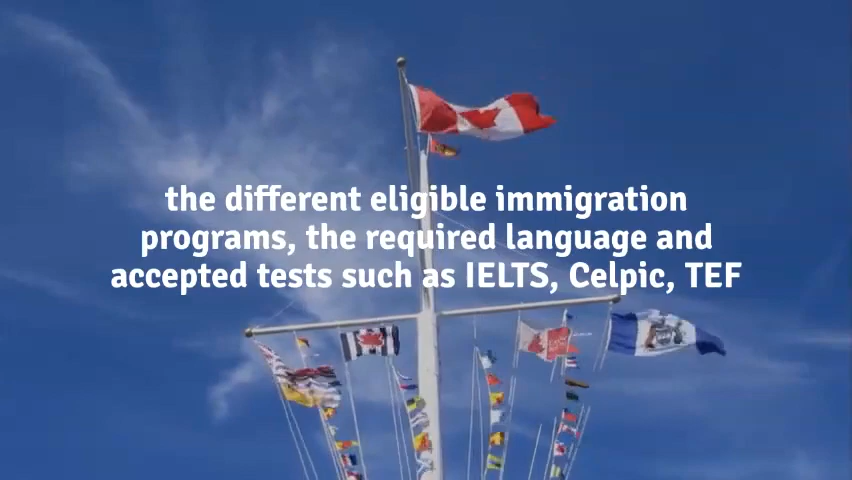 the different eligible immigration
programs, the required language and
accepted tests such as IELTS, Celpic, TEF